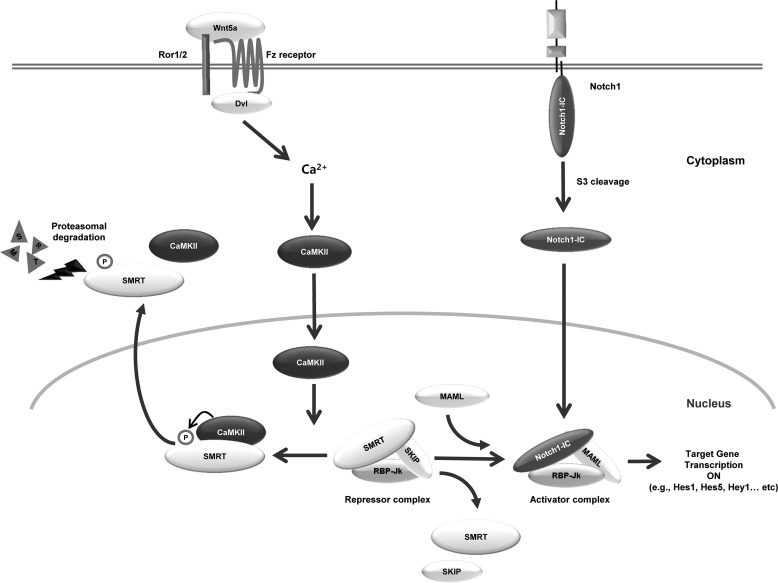 Wnt5a
Ror1/2
Fz receptor
Dvl
Notch1
Notch1-IC
Cytoplasm
Ca2+
S3 cleavage
Proteasomal
degradation
S
R
M
T
P
SMRT
CaMKII
CaMKII
Notch1-IC
CaMKII
Nucleus
MAML
P
CaMKII
SMRT
SMRT
SKIP
RBP-Jk
Repressor complex
Notch1-IC
MAML
RBP-Jk
Activator complex
Target Gene
Transcription
ON
(e.g., Hes1, Hes5, Hey1... etc)
SMRT
SKIP